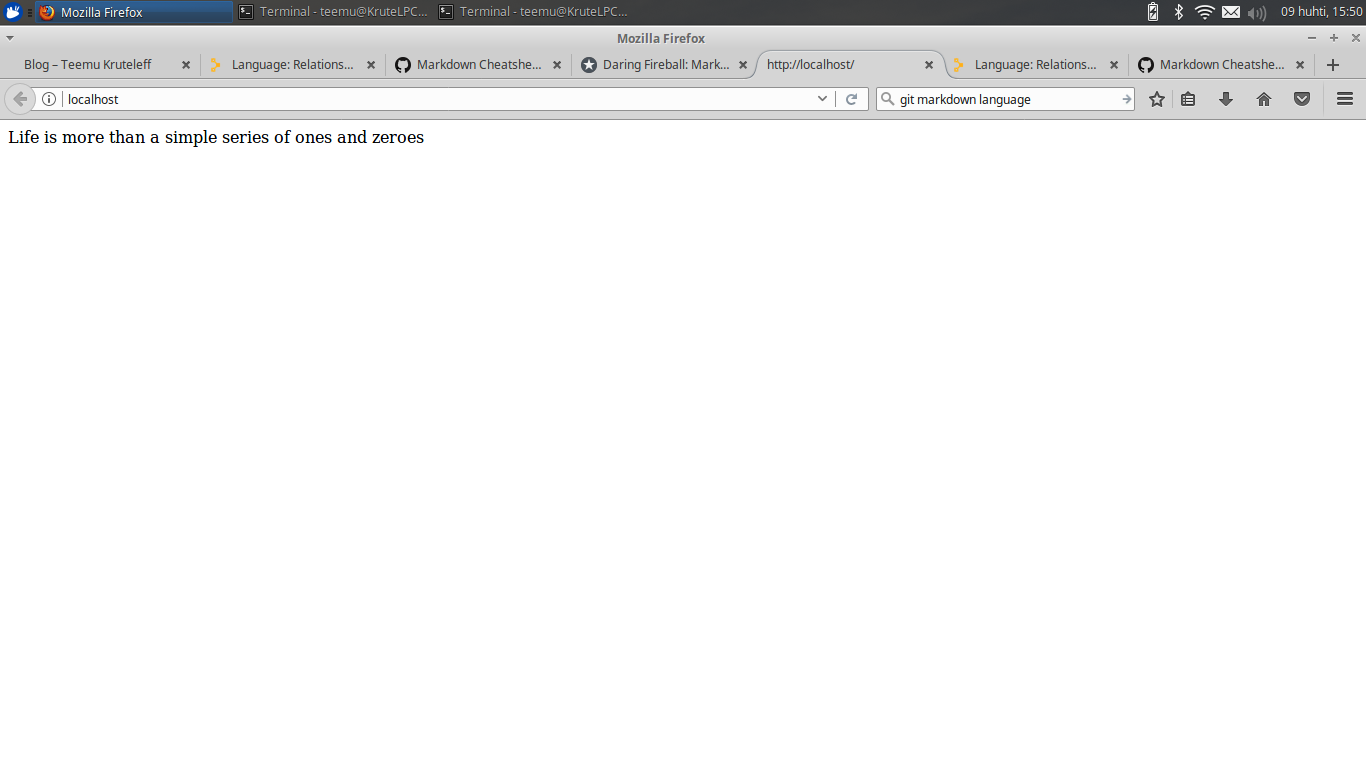 Mozilla Firefox Terminal - teemu@KruteLPC... Terminal - teemu@KruteLPC... 09 huhti, 15:50
Mozilla Firefox
Blog – Teemu Kruteleff Language: Relations... Markdown Cheatshe... Daring Fireball: Mark... http://localhost/ Language: Relations... Markdown Cheatshe...
localhost git markdown language
Life is more than a simple series of ones and zeroes